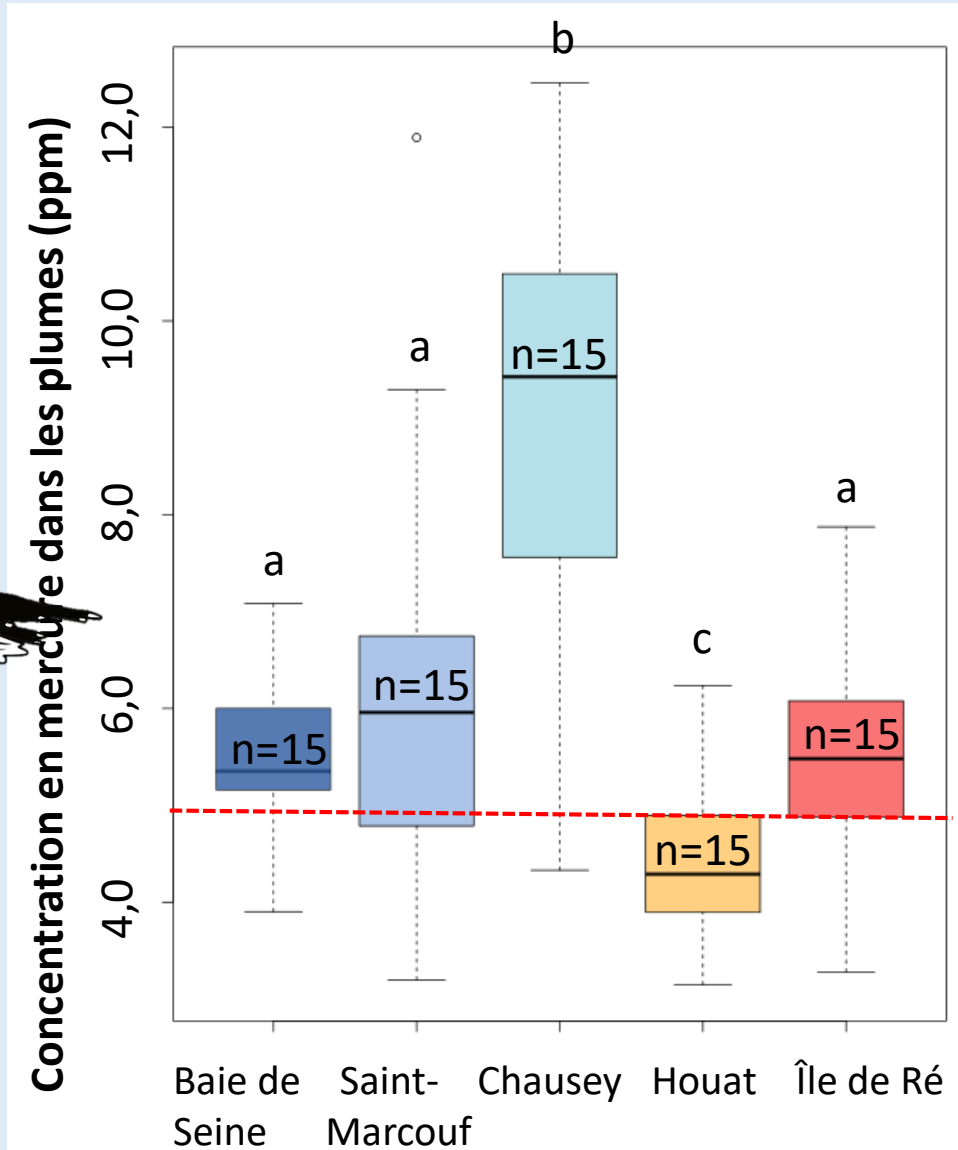 Concentration en mercure dans les plumes (ppm)
12,0
10,0
8,0
6,0
4,0
a
a
b
c
a
n=15
n=15
n=15
n=15
n=15
Baie de
Seine
Saint-
Marcouf
Chausey
Houat
Île de Ré